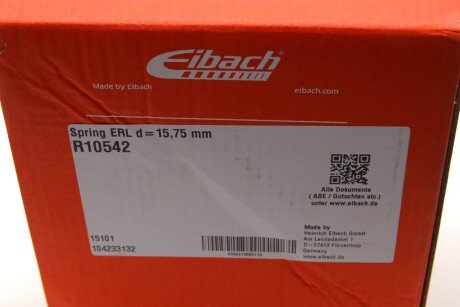 Eibach
Made by Eibach
eibach.com
Spring ERL d=15,75 mm
R10542
Alle Dokumente
( ABE / Gutachten etc.)
unter www.eibach.de
15101
104233132
Made by
Heinrich Eibach GmbH
Am Lennedamm 1
D-57413 Finnentrop
Germany
www.eibach.de